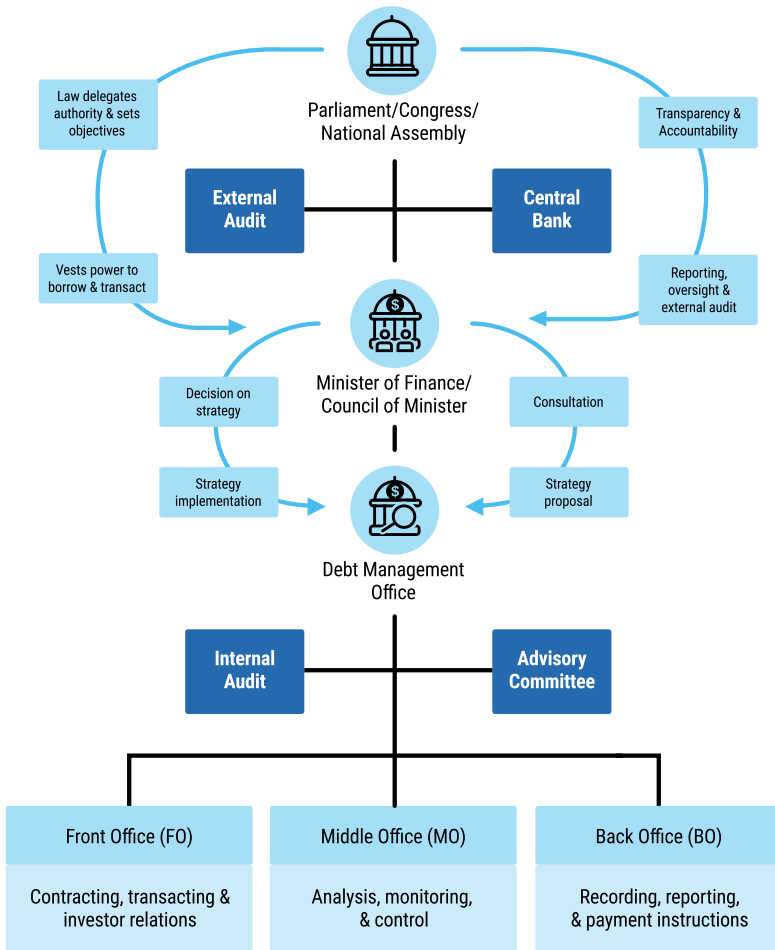 Parliament/Congress/
National Assembly
Law delegates
authority & sets
objectives
Transparency &
Accountability
External
Audit
Central
Bank
Vests power to
borrow & transact
Reporting,
oversight &
external audit
$
Minister of Finance/
Council of Minister
Decision on
strategy
Consultation
Strategy
implementation
Strategy
proposal
$
Debt Management
Office
Internal
Audit
Advisory
Committee
Front Office (FO)
Contracting, transacting &
investor relations
Middle Office (MO)
Analysis, monitoring,
& control
Back Office (BO)
Recording, reporting,
& payment instructions